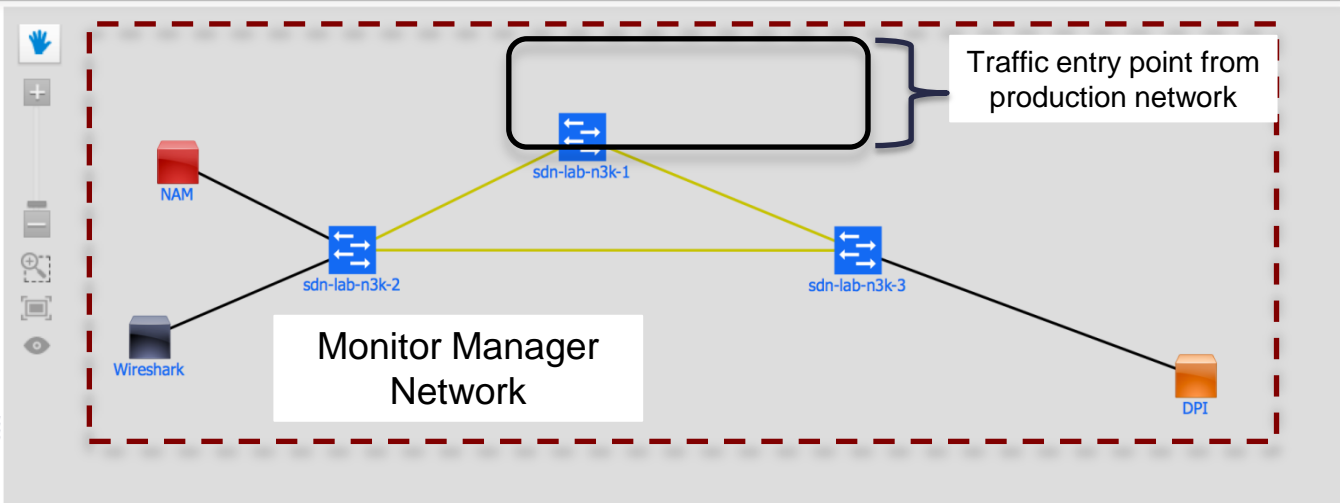 Traffic entry point from
production network
sdn-lab-n3k-1
NAM
sdn-lab-n3k-2
sdn-lab-n3k-3
Monitor Manager
Network
Wireshark
DPI